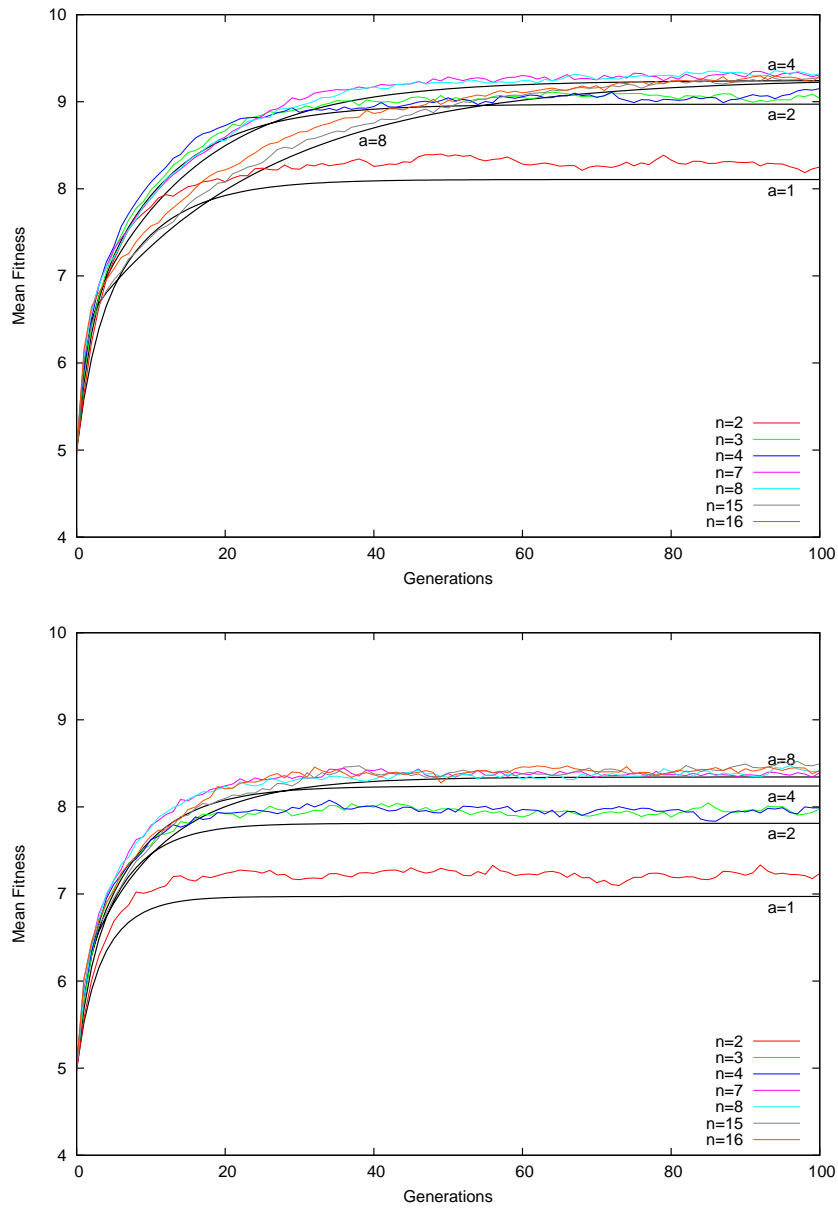 10
9
8
7
6
5
4
Mean Fitness
a=4
a=2
a=8
a=1
n=2
n=3
n=4
n=7
n=8
n=15
n=16
0 20 40 60 80 100
Generations
10
9
8
7
6
5
4
Mean Fitness
a=8
a=4
a=2
a=1
n=2
n=3
n=4
n=7
n=8
n=15
n=16
0 20 40 60 80 100
Generations